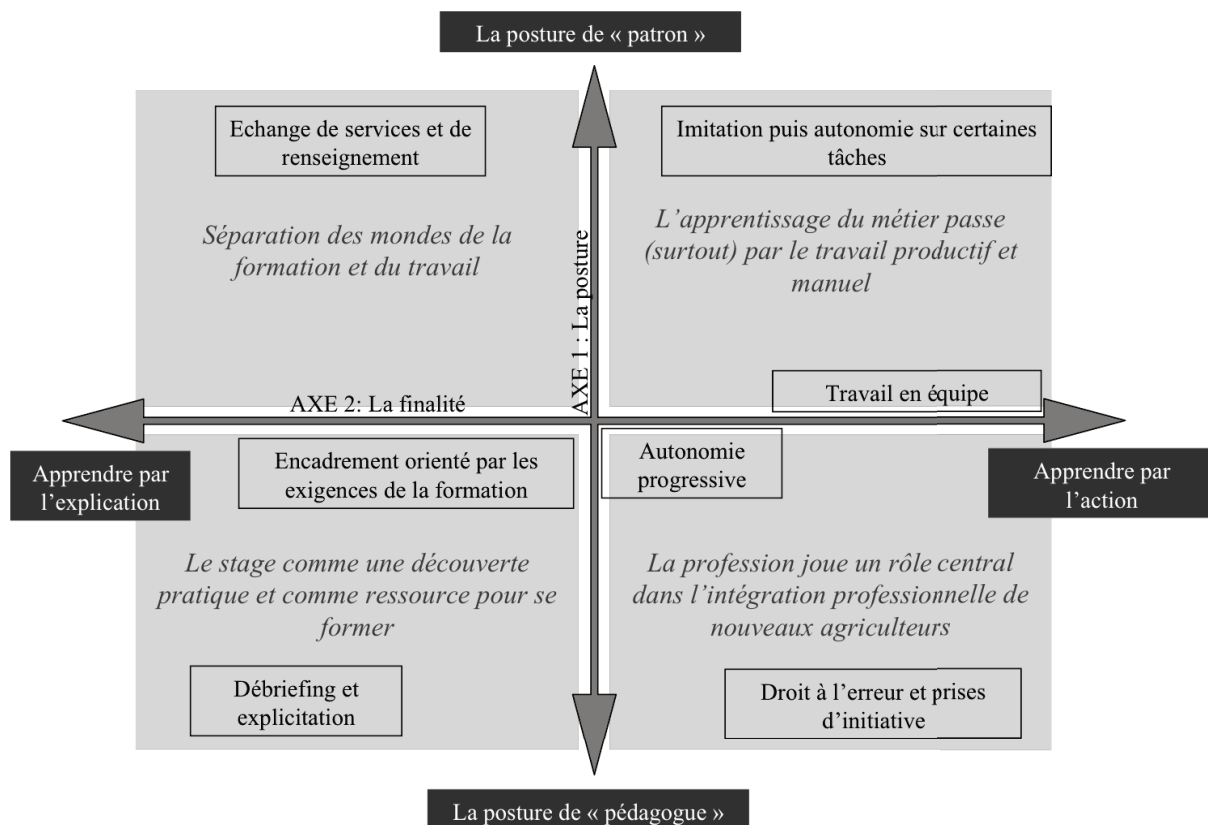 La posture de « patron »
Echange de services et de
renseignement
Imitation puis autonomie sur certaines
tâches
Séparation des mondes de la
formation et du travail
L’apprentissage du métier passe
(surtout) par le travail productif et
manuel
AXE 1 : La posture
Travail en équipe
AXE 2: La finalité
Apprendre par
l’explication
Encadrement orienté par les
exigences de la formation
Autonomie
progressive
Apprendre par
l’action
Le stage comme une découverte
pratique et comme ressource pour se
former
La profession joue un rôle central
dans l’intégration professionnelle de
nouveaux agriculteurs
Débriefing et
explicitation
Droit à l’erreur et prises
d’initiative
La posture de « pédagogue »